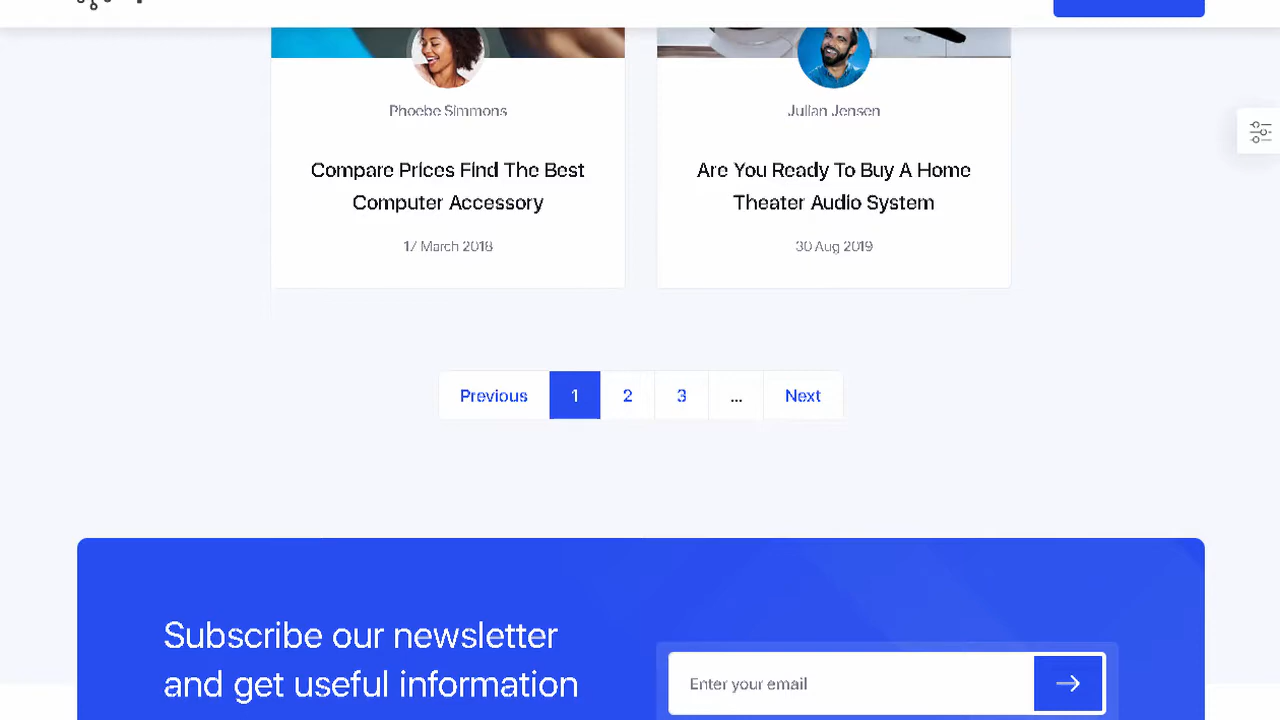 Phoebe Simmons
Compare Prices Find The Best
Computer Accessory
17 March 2018
Julian Jensen
Are You Ready To Buy A Home
Theater Audio System
30 Aug 2019
Previous 1 2 3 ... Next
Subscribe our newsletter
and get useful information
Enter your email